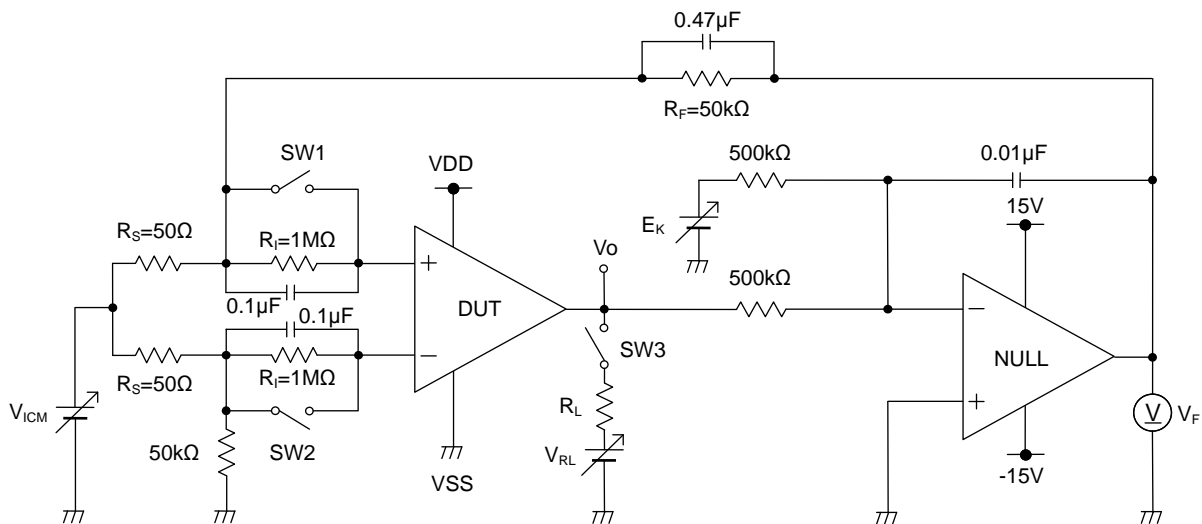 0.47µF
RF=50kΩ
SW1
VDD
500kΩ
0.01µF
15V
EK
RS=50Ω
RI=1MΩ
Vo
0.1µF
0.1µF
DUT
500kΩ
SW3
NULL
RS=50Ω
RI=1MΩ
VICM
RL
V
VF
50kΩ
SW2
VRL
VSS
-15V